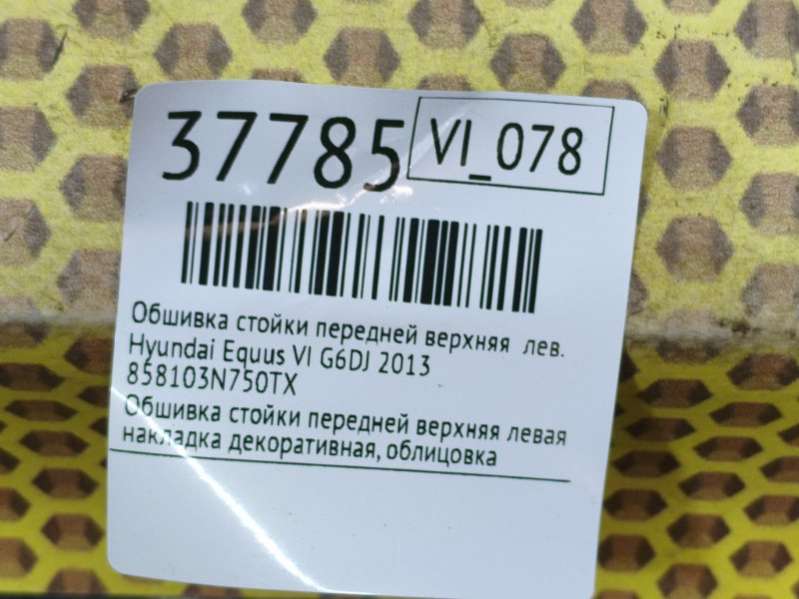 37785 VI_078
Обшивка стойки передней верхняя лев.
Hyundai Equus VI G6DJ 2013
858103N750TX
Обшивка стойки передней верхняя левая
накладка декоративная, облицовка